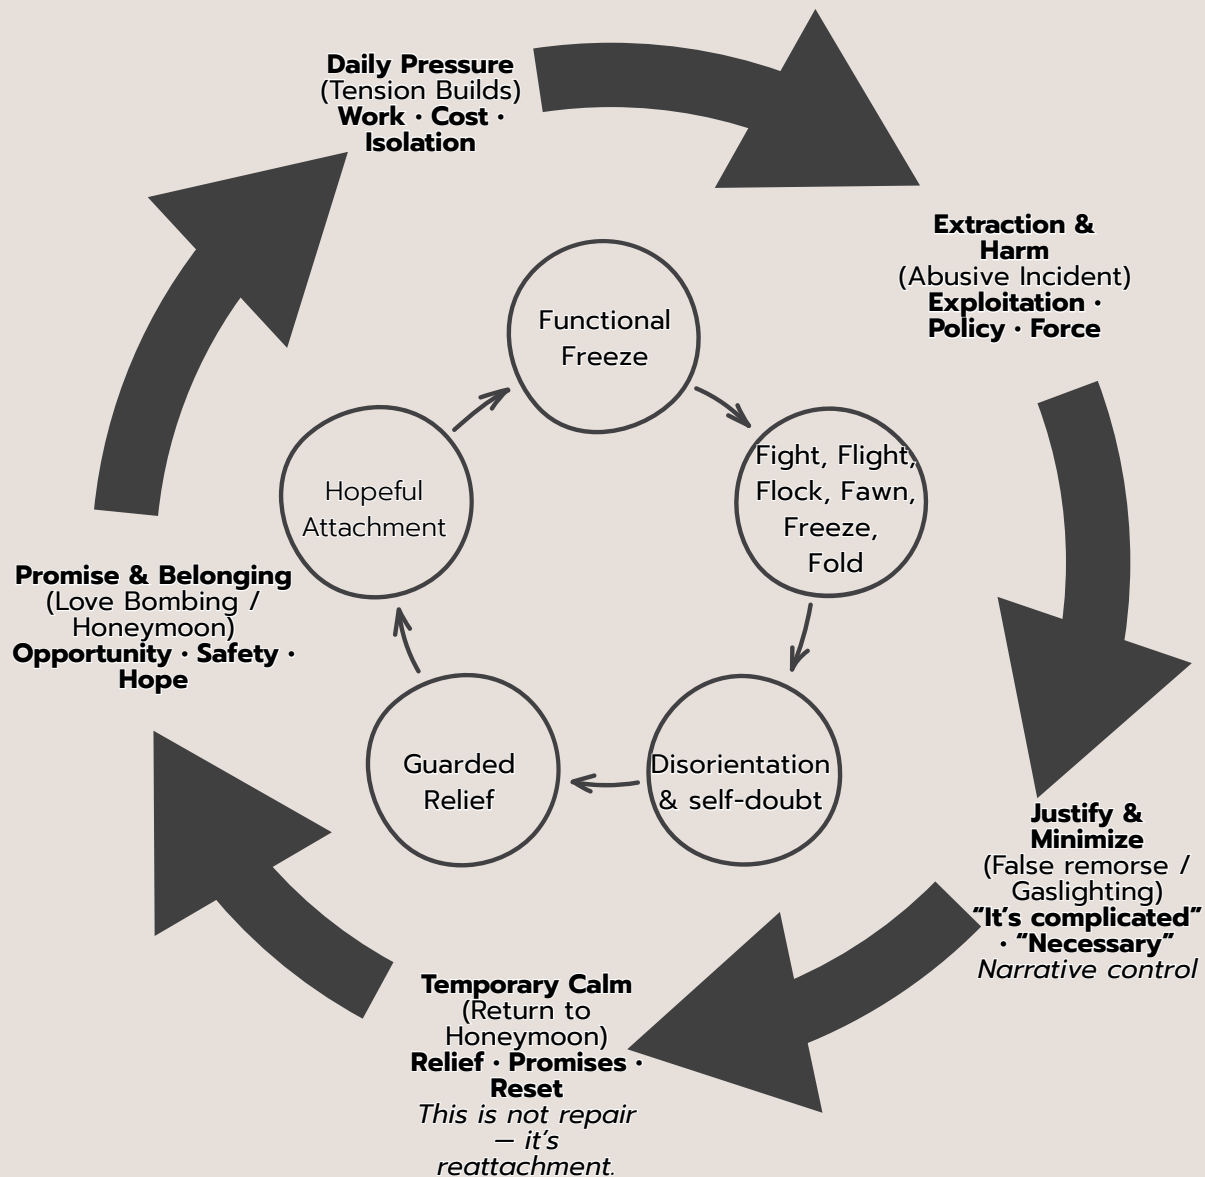 Daily Pressure
(Tension Builds)
Work · Cost ·
Isolation
Extraction &
Harm
(Abusive Incident)
Exploitation ·
Policy · Force
Justify &
Minimize
(False remorse /
Gaslighting)
“It’s complicated”
· “Necessary”
Narrative control
Temporary Calm
(Return to
Honeymoon)
Relief · Promises ·
Reset
This is not repair
— it’s
reattachment.
Promise & Belonging
(Love Bombing /
Honeymoon)
Opportunity · Safety ·
Hope
Functional
Freeze
Fight, Flight,
Flock, Fawn,
Freeze,
Fold
Disorientation
& self-doubt
Guarded
Relief
Hopeful
Attachment